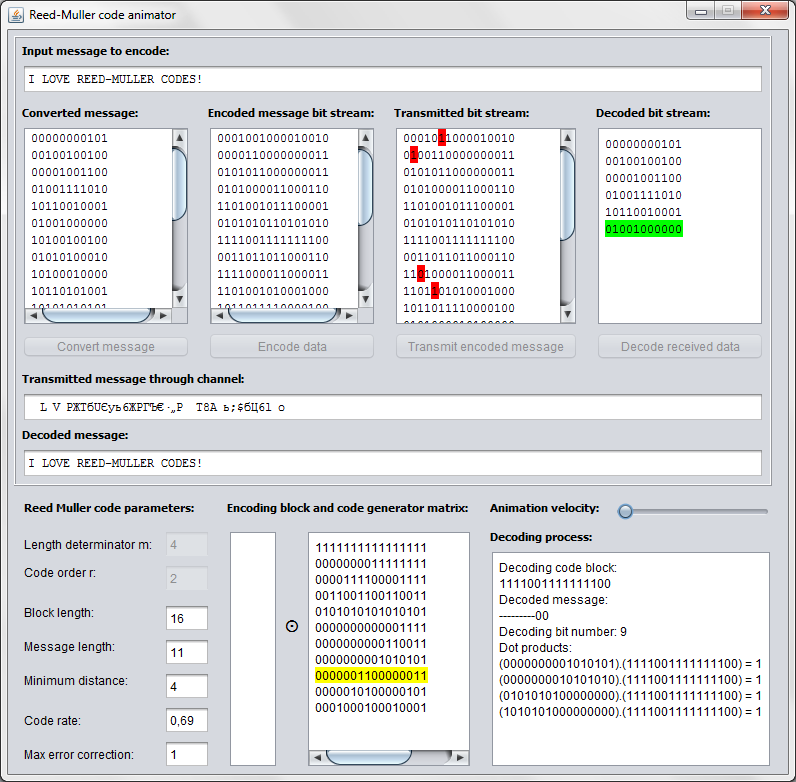 Reed-Muller code animator
Input message to encode:
I LOVE REED-MULLER CODES!
Converted message:
00000000101
00100100100
00001001100
01001111010
10110010001
01001000000
10100100100
01010100010
10100010000
10110101001
10101010101
Convert message
Encoded message bit stream:
0001001000010010
0000110000000011
0101011000000011
0101000011000110
1101001011100001
0101010110101010
1111001111111100
0011011011000110
1111000011000011
1101001010001000
1011011110000100
Encode data
Transmitted bit stream:
0001011000010010
0100110000000011
0101011000000011
0101000011000110
1101001011100001
0101010110101010
1111001111111100
0011011011000110
1101000011000011
1101101010001000
1011011110000100
Transmit encoded message
Decoded bit stream:
00000000101
00100100100
00001001100
01001111010
10110010001
01001000000
Decode received data
Transmitted message through channel:
L V РЖТбUЄуь6ЖРГЪЄ·„Р Т8А ь;$бЦ6l о
Decoded message:
I LOVE REED-MULLER CODES!
Reed Muller code parameters:
Length determinator m: 4
Code order r: 2
Block length: 16
Message length: 11
Minimum distance: 4
Code rate: 0,69
Max error correction: 1
Encoding block and code generator matrix:
⊙
1111111111111111
0000000011111111
0000111100001111
0011001100110011
0101010101010101
0000000000001111
0000000000110011
0000000001010101
0000001100000011
0000010100000101
0001000100010001
Animation velocity:
Decoding process:
Decoding code block:
1111001111111100
Decoded message:
---------00
Decoding bit number: 9
Dot products:
(0000000001010101).(1111001111111100) = 1
(0000000010101010).(1111001111111100) = 1
(0101010100000000).(1111001111111100) = 1
(1010101000000000).(1111001111111100) = 1